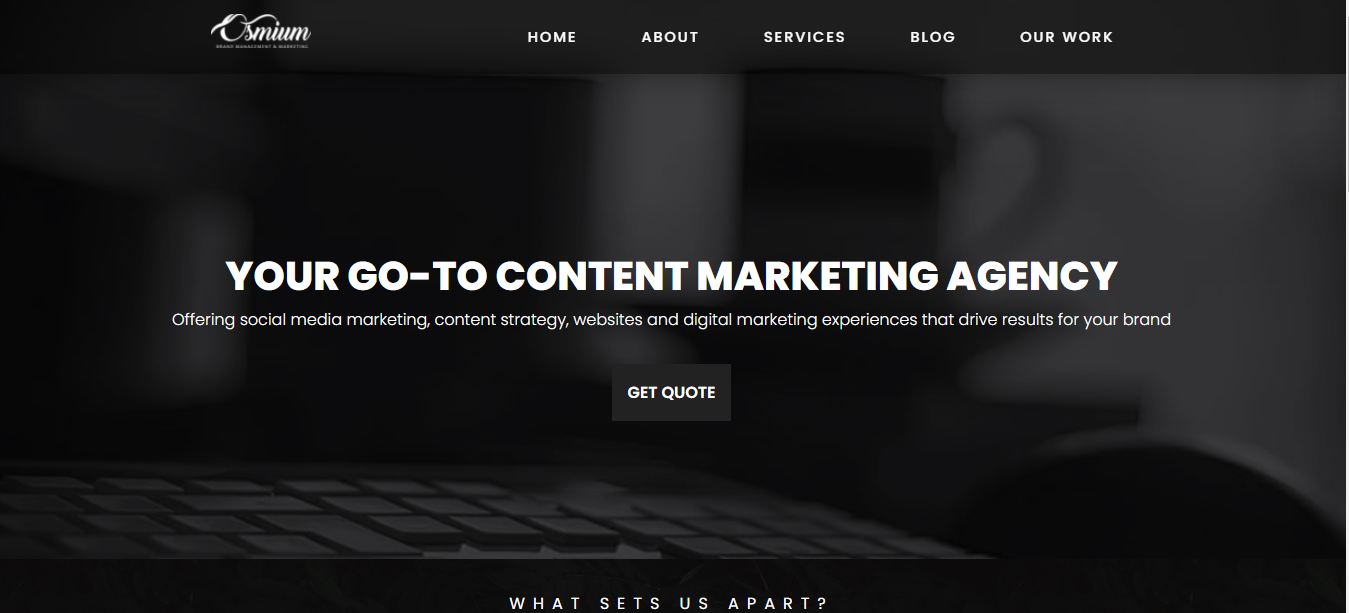 Osmium
BRAND MANAGEMENT & MARKETING
HOME ABOUT SERVICES BLOG OUR WORK
YOUR GO-TO CONTENT MARKETING AGENCY
Offering social media marketing, content strategy, websites and digital marketing experiences that drive results for your brand
GET QUOTE
WHAT SETS US APART?